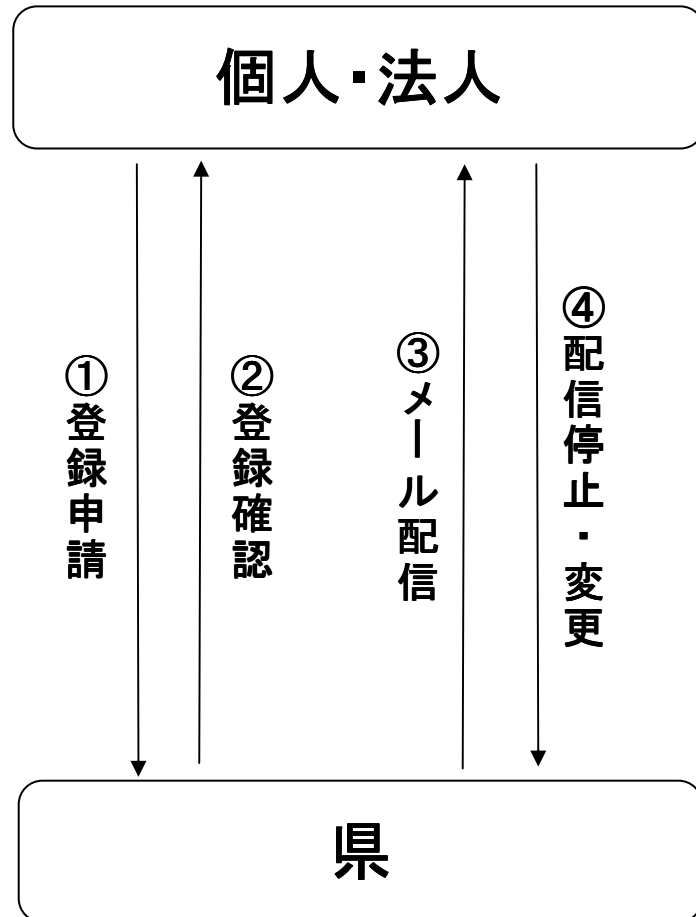 個人・法人
①登録申請
②登録確認
③メール配信
④配信停止・変更
県